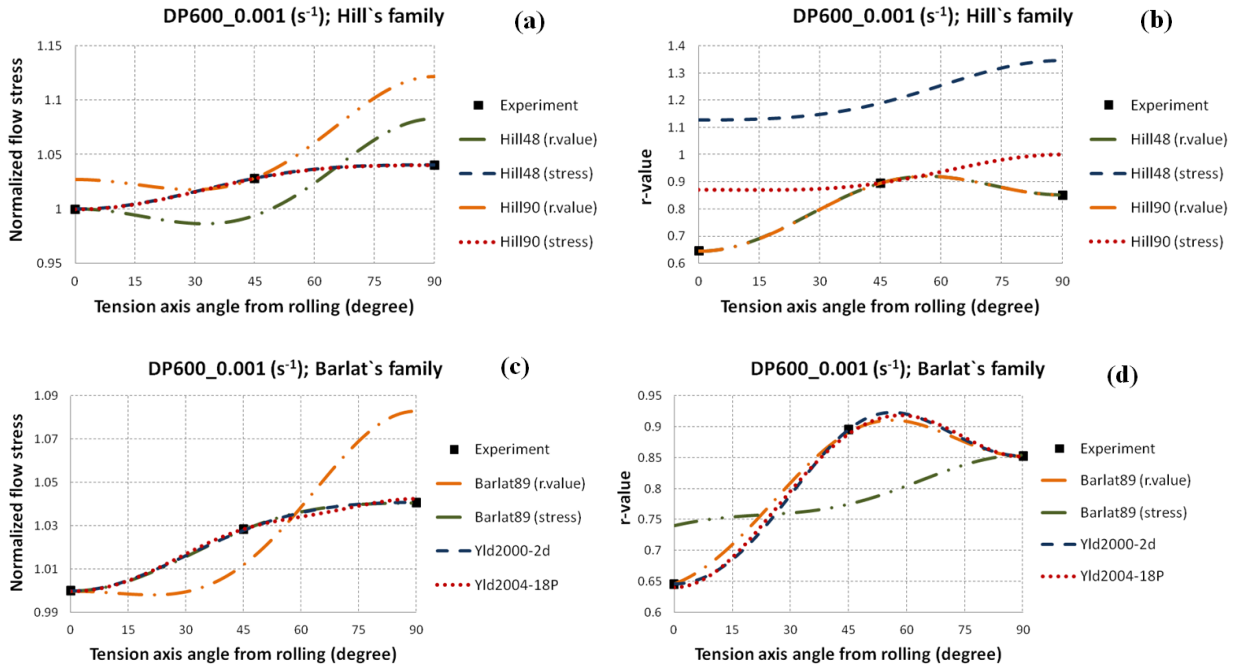 DP600_0.001 (s⁻¹); Hill`s family
(a)
Normalized flow stress
1.15
1.1
1.05
1
0.95
0
15
30
45
60
75
90
Tension axis angle from rolling (degree)
Experiment
Hill48 (r.value)
Hill48 (stress)
Hill90 (r.value)
Hill90 (stress)
DP600_0.001 (s⁻¹); Hill`s family
(b)
r-value
1.4
1.3
1.2
1.1
1
0.9
0.8
0.7
0.6
0
15
30
45
60
75
90
Tension axis angle from rolling (degree)
Experiment
Hill48 (r.value)
Hill48 (stress)
Hill90 (r.value)
Hill90 (stress)
DP600_0.001 (s⁻¹); Barlat`s family
(c)
Normalized flow stress
1.09
1.07
1.05
1.03
1.01
0.99
0
15
30
45
60
75
90
Tension axis angle from rolling (degree)
Experiment
Barlat89 (r.value)
Barlat89 (stress)
Yld2000-2d
Yld2004-18P
DP600_0.001 (s⁻¹); Barlat`s family
(d)
r-value
0.95
0.9
0.85
0.8
0.75
0.7
0.65
0.6
0
15
30
45
60
75
90
Tension axis angle from rolling (degree)
Experiment
Barlat89 (r.value)
Barlat89 (stress)
Yld2000-2d
Yld2004-18P